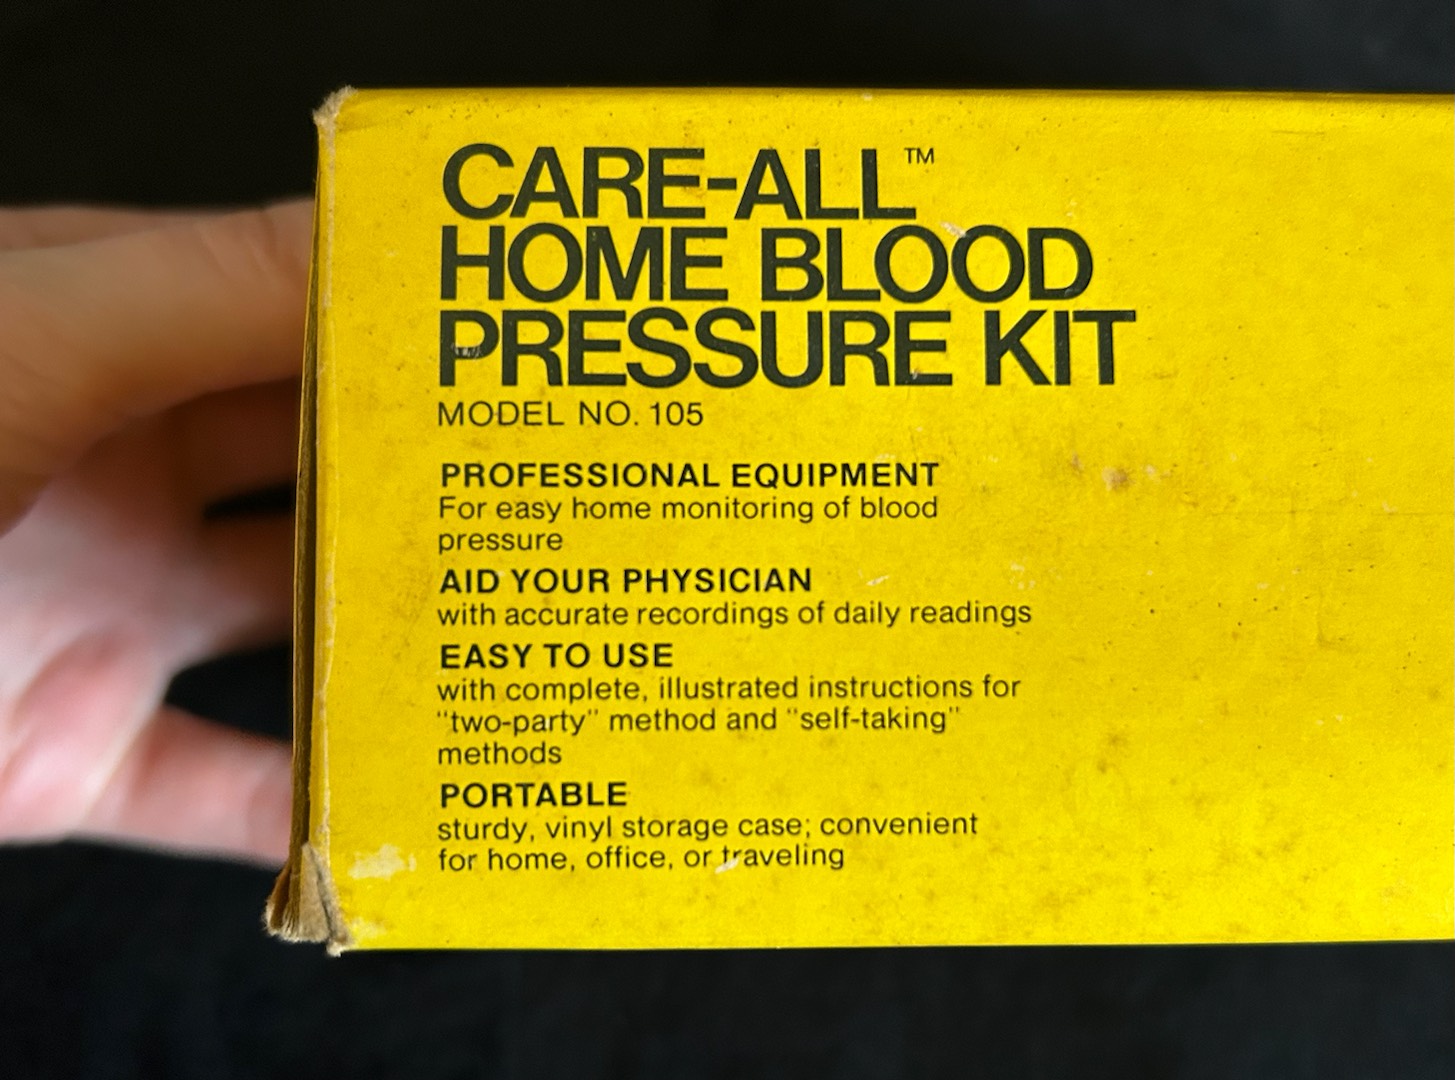 CARE-ALL™
HOME BLOOD
PRESSURE KIT
MODEL NO. 105
PROFESSIONAL EQUIPMENT
For easy home monitoring of blood
pressure
AID YOUR PHYSICIAN
with accurate recordings of daily readings
EASY TO USE
with complete, illustrated instructions for
"two-party" method and "self-taking"
methods
PORTABLE
sturdy, vinyl storage case; convenient
for home, office, or traveling